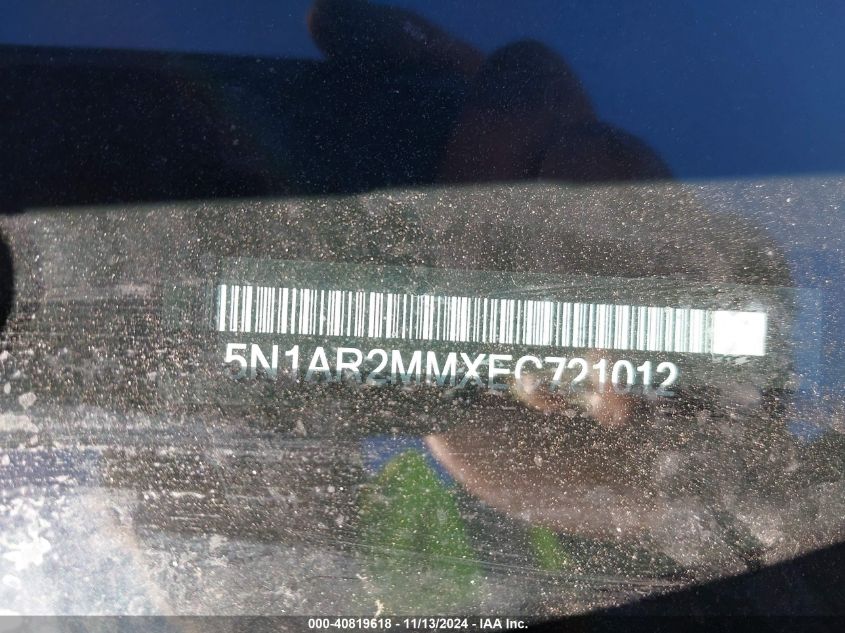 5N1AR2MMXEC721012
000-40819618 - 11/13/2024 - IAA Inc.